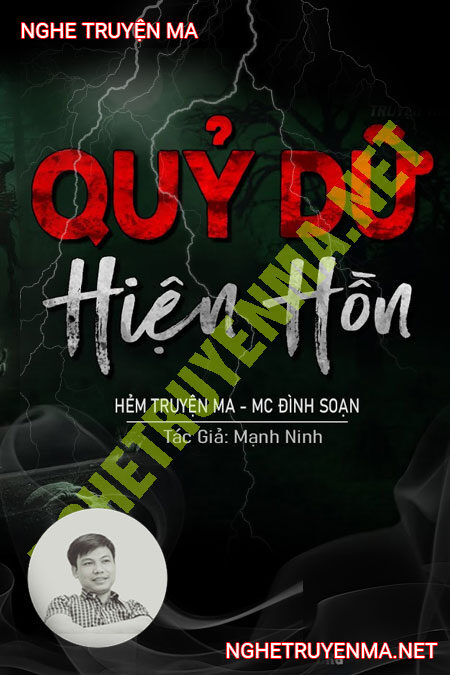 NGHE TRUYỆN MA
QUỶ DỮ
Hiện Hồn
HẺM TRUYỆN MA - MC ĐÌNH SOẠN
Tác Giả: Mạnh Ninh
NGHETRUYENMA.NET
NGHETRUYENMA.NET